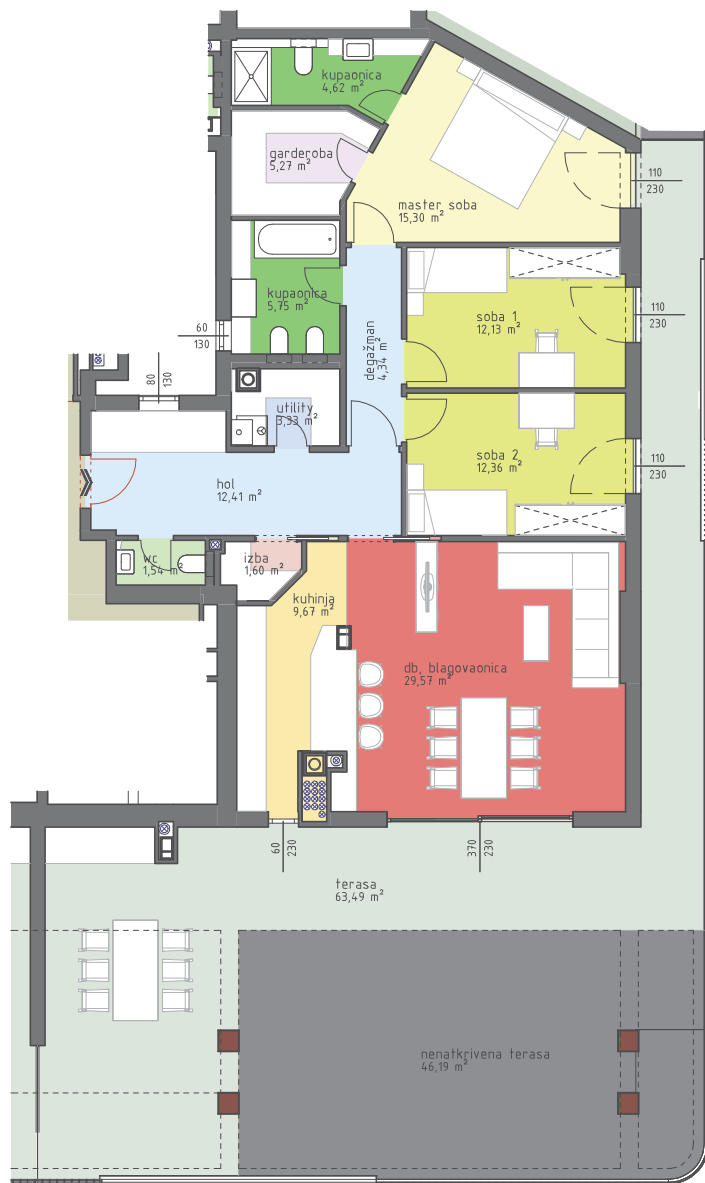 kupaonica
4,62 m²
garderoba
5,27 m²
master soba
15,30 m²
110
230
kupaonica
5,75 m²
degažman
4,34 m²
soba 1
12,13 m²
110
230
60
130
80
130
utility
3,33 m²
soba 2
12,36 m²
110
230
hol
12,41 m²
wc
1,54 m²
izba
1,60 m²
kuhinja
9,67 m²
db, blagovaonica
29,57 m²
60
230
370
230
terasa
63,49 m²
nenatkrivena terasa
46,19 m²